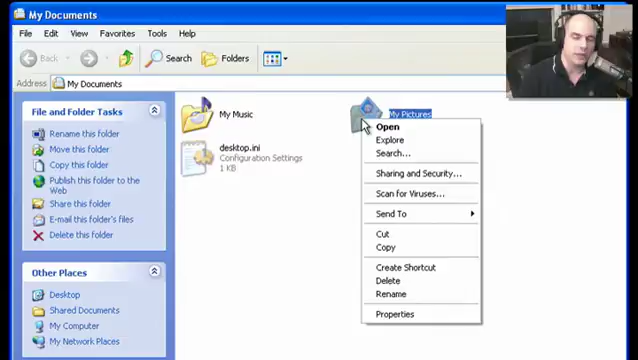 My Documents
File Edit View Favorites Tools Help
Back Search Folders
Address My Documents
File and Folder Tasks
Rename this folder
Move this folder
Copy this folder
Publish this folder to the
Web
Share this folder
E-mail this folder's files
Delete this folder
Other Places
Desktop
Shared Documents
My Computer
My Network Places
My Music
My Pictures
desktop.ini
Configuration Settings
1 KB
Open
Explore
Search...
Sharing and Security...
Scan for Viruses...
Send To
Cut
Copy
Create Shortcut
Delete
Rename
Properties